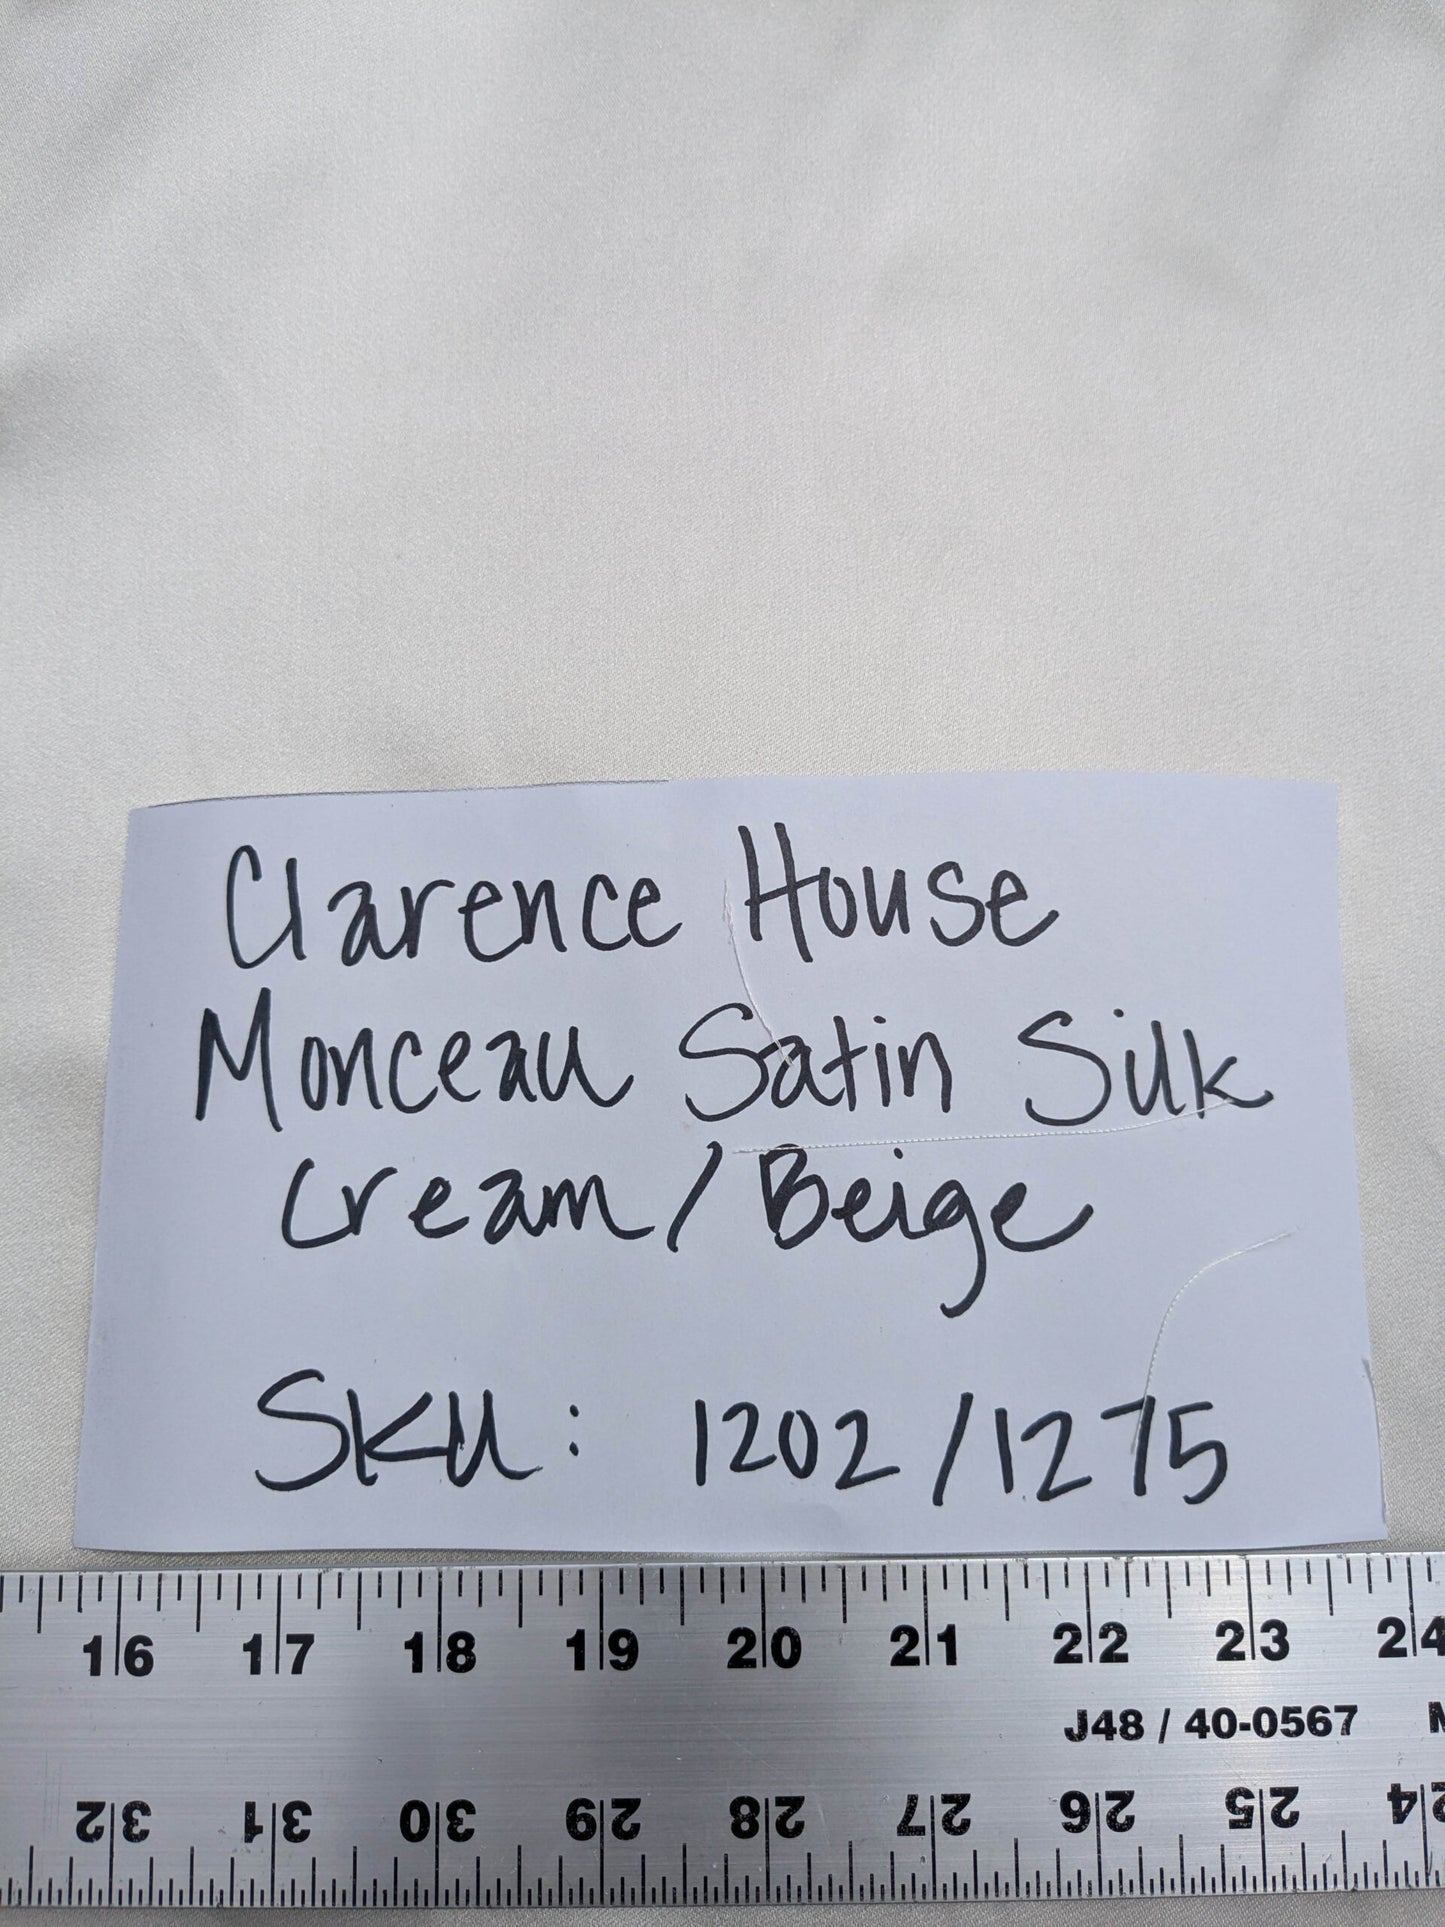 Clarence House
Monceau Satin Silk
Cream/Beige
SKU: 1202/1275
16 17 18 19 20 21 22 23 24
J48 / 40-0567
32 31 30 29 28 27 26 25 24